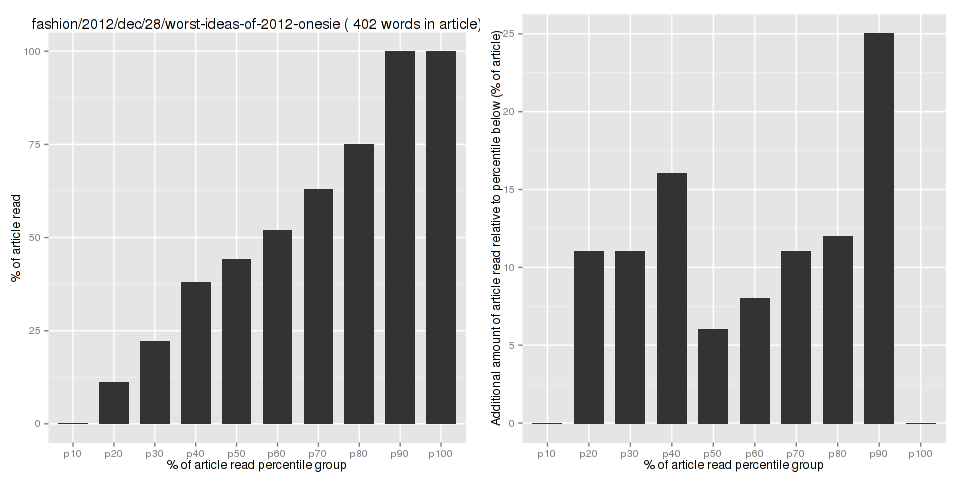 fashion/2012/dec/28/worst-ideas-of-2012-onesie ( 402 words in article)
% of article read
100
75
50
25
0
p10 p20 p30 p40 p50 p60 p70 p80 p90 p100
% of article read percentile group
Additional amount of article read relative to percentile below (% of article)
25
20
15
10
5
0
p10 p20 p30 p40 p50 p60 p70 p80 p90 p100
% of article read percentile group